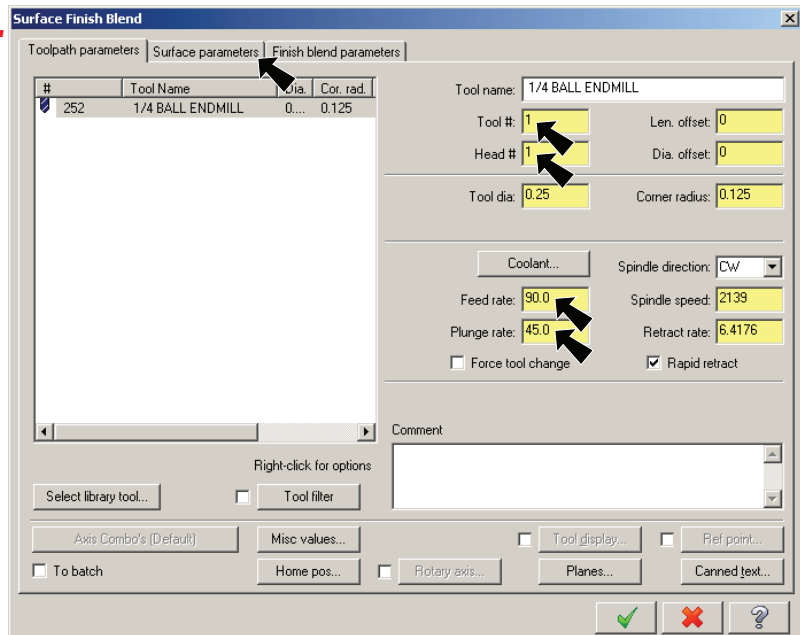 Surface Finish Blend
Toolpath parameters Surface parameters Finish blend parameters
# Tool Name Dia. Cor. rad.
252 1/4 BALL ENDMILL 0.... 0.125
Tool name: 1/4 BALL ENDMILL
Tool #: 1 Len. offset: 0
Head # 1 Dia. offset: 0
Tool dia: 0.25 Corner radius: 0.125
Coolant... Spindle direction: CW
Feed rate: 90.0 Spindle speed: 2139
Plunge rate: 45.0 Retract rate: 6.4176
Force tool change Rapid retract
Comment
Right-click for options
Select library tool... Tool filter
Axis Combo's (Default) Misc values... Tool display... Ref point...
To batch Home pos... Rotary axis... Planes... Canned text...